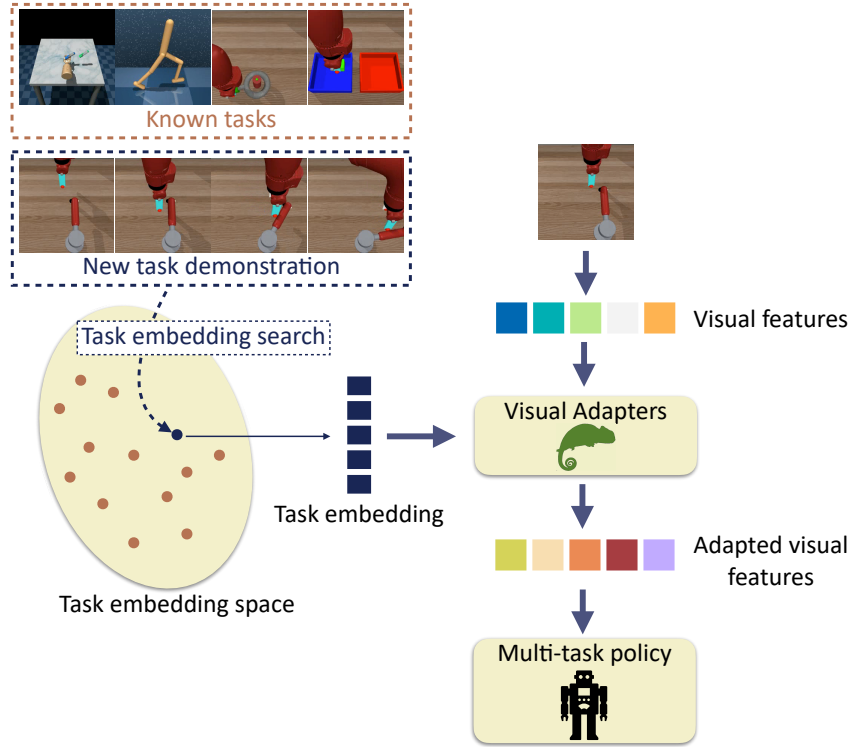 Known tasks
New task demonstration
Task embedding search
Task embedding space
Task embedding
Visual features
Visual Adapters
Adapted visual
features
Multi-task policy